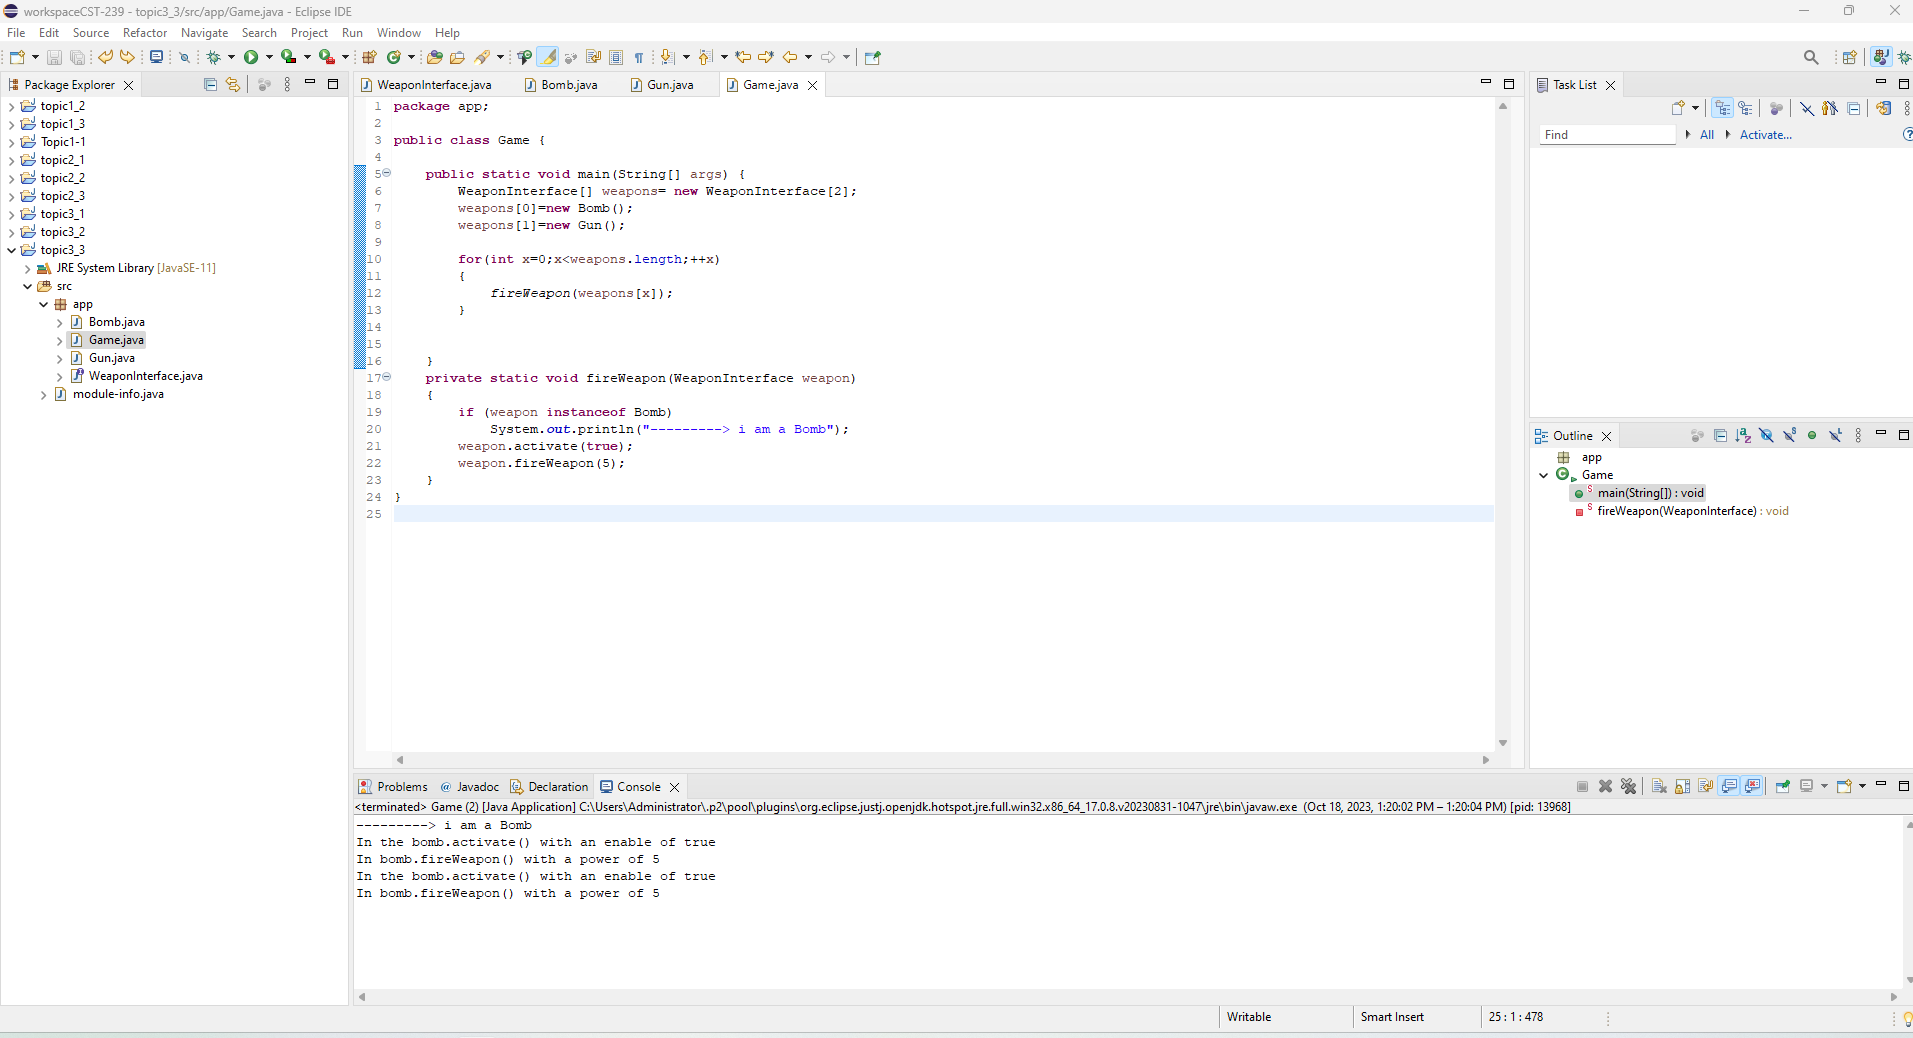 workspaceCST-239 - topic3_3/src/app/Game.java - Eclipse IDE
File Edit Source Refactor Navigate Search Project Run Window Help
Package Explorer
topic1_2
topic1_3
Topic1-1
topic2_1
topic2_2
topic2_3
topic3_1
topic3_2
topic3_3
JRE System Library [JavaSE-11]
src
app
Bomb.java
Game.java
Gun.java
WeaponInterface.java
module-info.java
WeaponInterface.java Bomb.java Gun.java Game.java
1 package app;
2
3 public class Game {
4
5 public static void main(String[] args) {
6 WeaponInterface[] weapons= new WeaponInterface[2];
7 weapons[0]=new Bomb();
8 weapons[1]=new Gun();
9
10 for(int x=0;x<weapons.length;++x)
11 {
12 fireWeapon(weapons[x]);
13 }
14
15
16 }
17 private static void fireWeapon(WeaponInterface weapon)
18 {
19 if (weapon instanceof Bomb)
20 System.out.println("---------> i am a Bomb");
21 weapon.activate(true);
22 weapon.fireWeapon(5);
23 }
24 }
25
Task List
Find All Activate...
Outline
app
Game
main(String[]) : void
fireWeapon(WeaponInterface) : void
Problems @ Javadoc Declaration Console
<terminated> Game (2) [Java Application] C:\Users\Administrator\.p2\pool\plugins\org.eclipse.justj.openjdk.hotspot.jre.full.win32.x86_64_17.0.8.v20230831-1047\jre\bin\javaw.exe (Oct 18, 2023, 1:20:02 PM – 1:20:04 PM) [pid: 13968]
---------> i am a Bomb
In the bomb.activate() with an enable of true
In bomb.fireWeapon() with a power of 5
In the bomb.activate() with an enable of true
In bomb.fireWeapon() with a power of 5
Writable Smart Insert 25 : 1 : 478